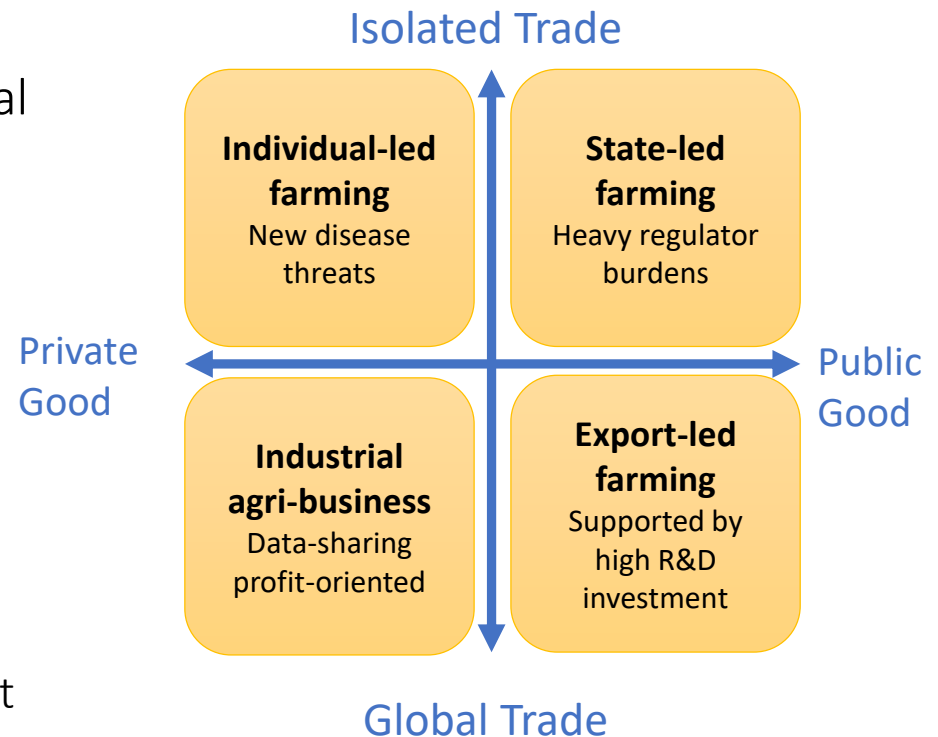 Isolated Trade
al
Individual-led
farming
New disease
threats
State-led
farming
Heavy regulator
burdens
Private
Good
Public
Good
Industrial
agri-business
Data-sharing
profit-oriented
Export-led
farming
Supported by
high R&D
investment
t
Global Trade